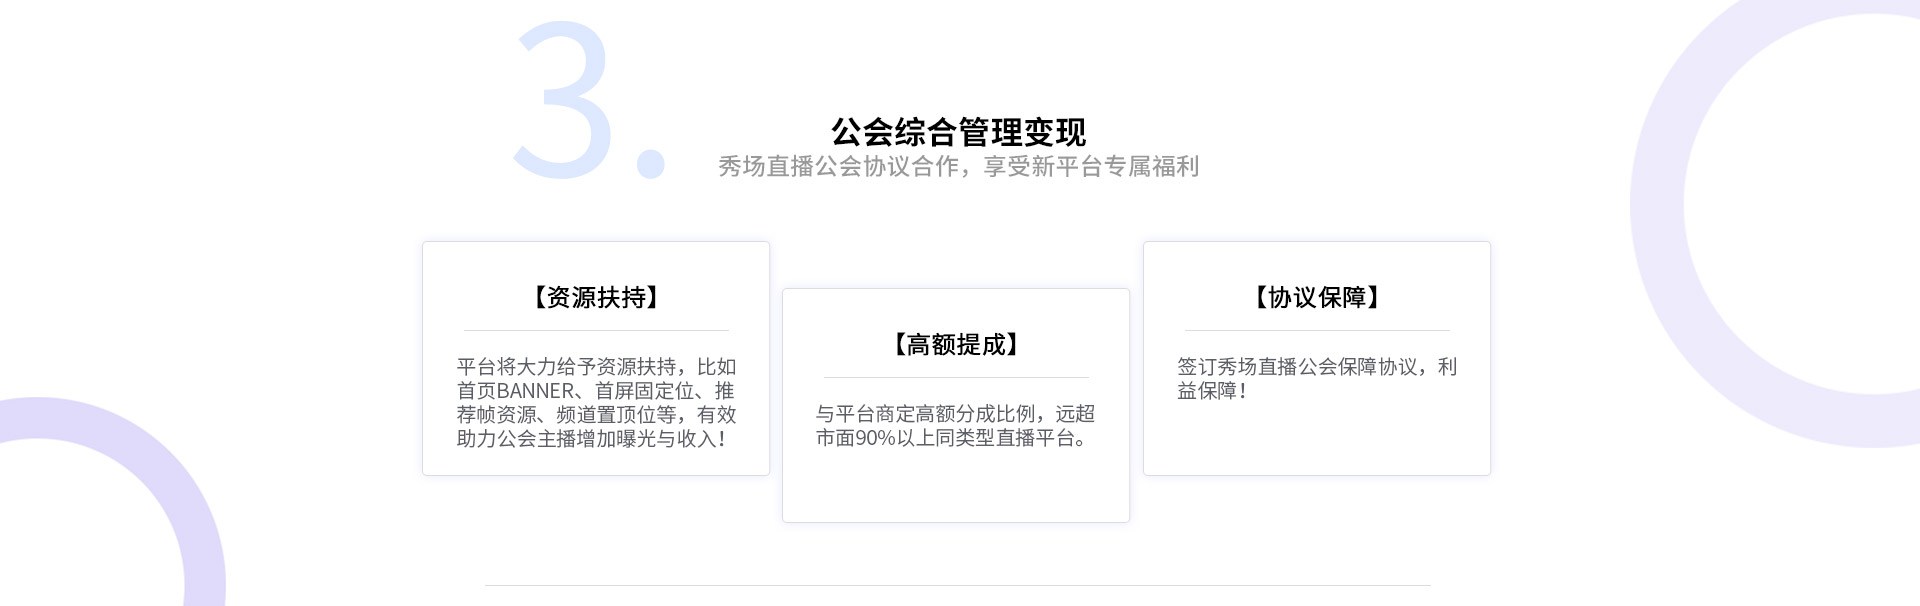 3.
公会综合管理变现
秀场直播公会协议合作，享受新平台专属福利
【资源扶持】
平台将大力给予资源扶持，比如
首页BANNER、首屏固定位、推
荐帧资源、频道置顶位等，有效
助力公会主播增加曝光与收入！
【高额提成】
与平台商定高额分成比例，远超
市面90%以上同类型直播平台。
【协议保障】
签订秀场直播公会保障协议，利
益保障！